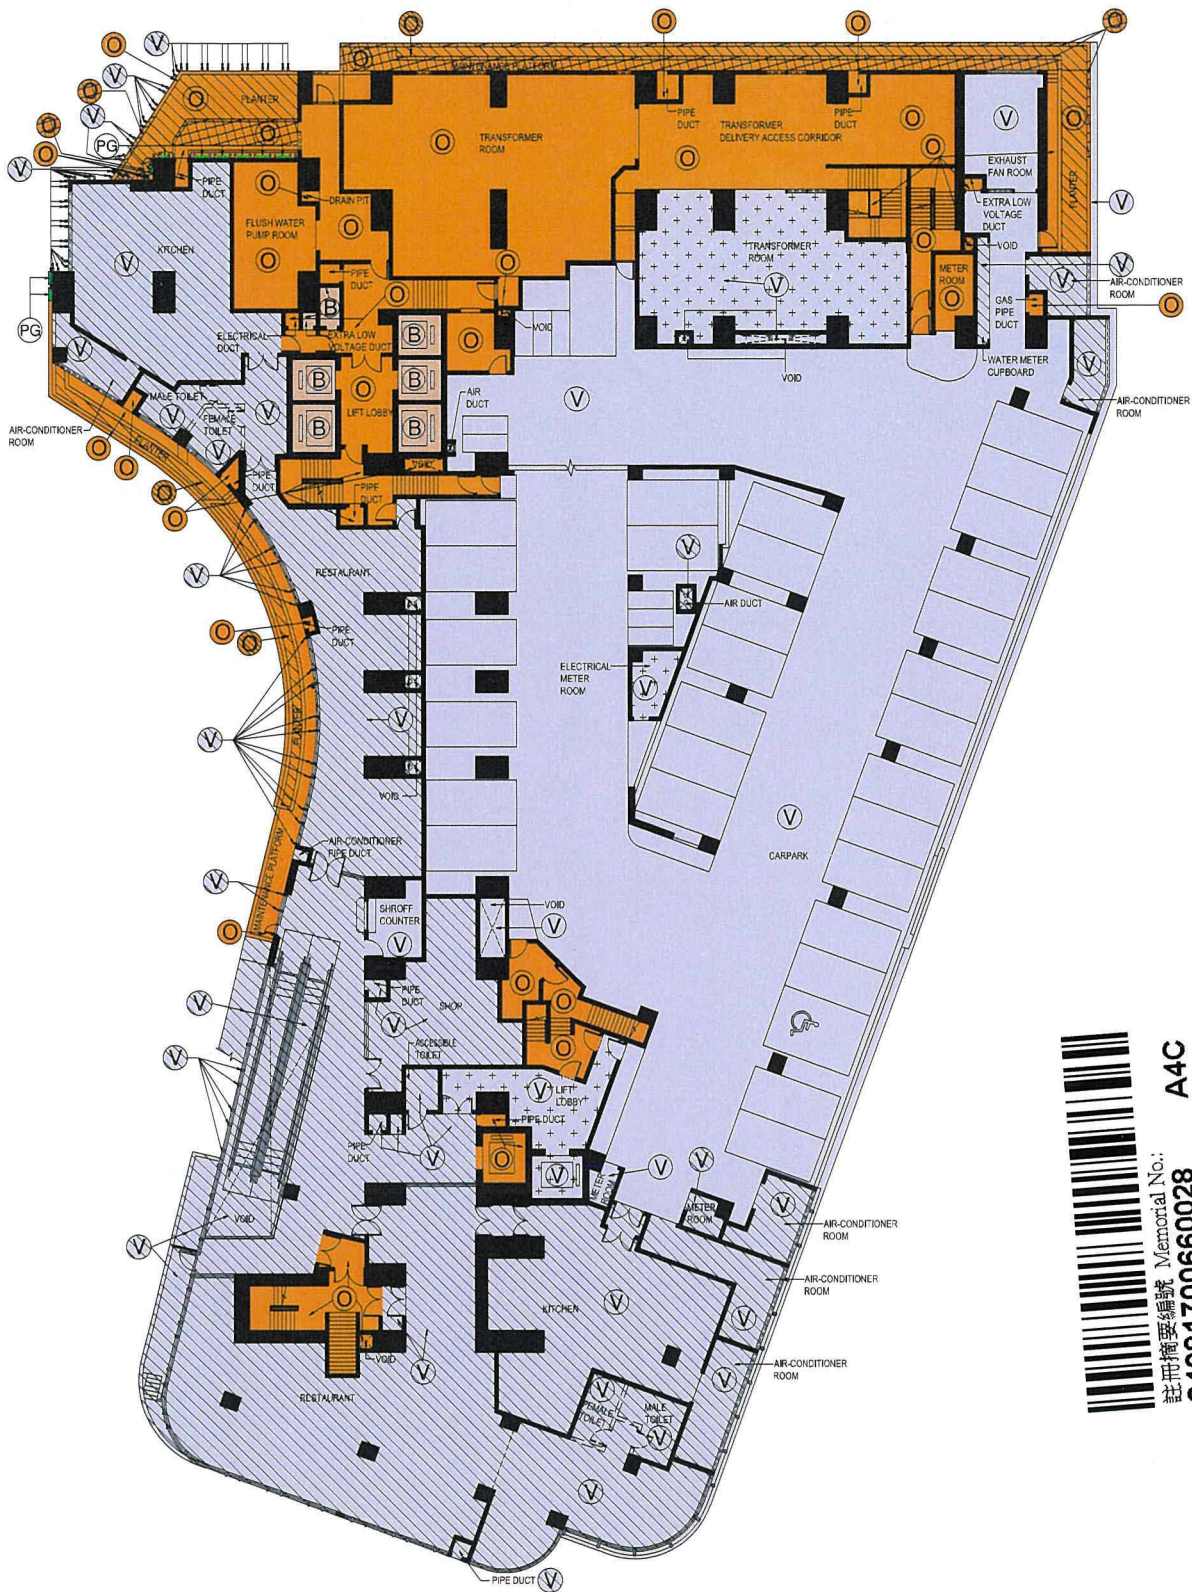 O
O
O
O
O
V
V
V
V
O
O
O
O
PG
V
MAINTENANCE PLATFORM
PLANTER
O
O
TRANSFORMER
ROOM
O
PIPE
DUCT
TRANSFORMER
DELIVERY ACCESS CORRIDOR
O
PIPE
DUCT
O
V
EXHAUST
FAN ROOM
O
PLANTER
V
PIPE
DUCT
O
DRAIN PIT
FLUSH WATER
PUMP ROOM
O
O
KITCHEN
V
EXTRA LOW
VOLTAGE
DUCT
VOID
V
TRANSFORMER
ROOM
V
O
METER
ROOM
O
V
AIR-CONDITIONER
ROOM
GAS
PIPE
DUCT
O
PG
PIPE
DUCT
O
O
B
ELECTRICAL
DUCT
EXTRA LOW
VOLTAGE DUCT
B
O
VOID
VOID
WATER METER
CUPBOARD
V
AIR-CONDITIONER
ROOM
V
MALE TOILET
V
FEMALE
TOILET
V
V
B
B
O
LIFT LOBBY
B
B
AIR
DUCT
V
AIR-CONDITIONER
ROOM
PLANTER
O
O
O
O
PIPE
DUCT
VOID
PIPE
DUCT
V
RESTAURANT
V
AIR DUCT
O
O
PIPE
DUCT
ELECTRICAL
METER
ROOM
V
V
V
PLANTER
VOID
V
CARPARK
AIR-CONDITIONER
PIPE DUCT
MAINTENANCE PLATFORM
V
O
SHROFF
COUNTER
V
VOID
V
V
PIPE
DUCT
V
SHOP
O
O
O
V
ACCESSIBLE
TOILET
V
LIFT
LOBBY
PIPE
DUCT
V
PIPE DUCT
O
V
METER
ROOM
V
V
METER
ROOM
V
AIR-CONDITIONER
ROOM
VOID
V
O
VOID
V
KITCHEN
V
AIR-CONDITIONER
ROOM
V
V
AIR-CONDITIONER
ROOM
RESTAURANT
V
FEMALE
TOILET
MALE
TOILET
V
V
PIPE DUCT
V
A4C
註冊摘要編號 Memorial No.: